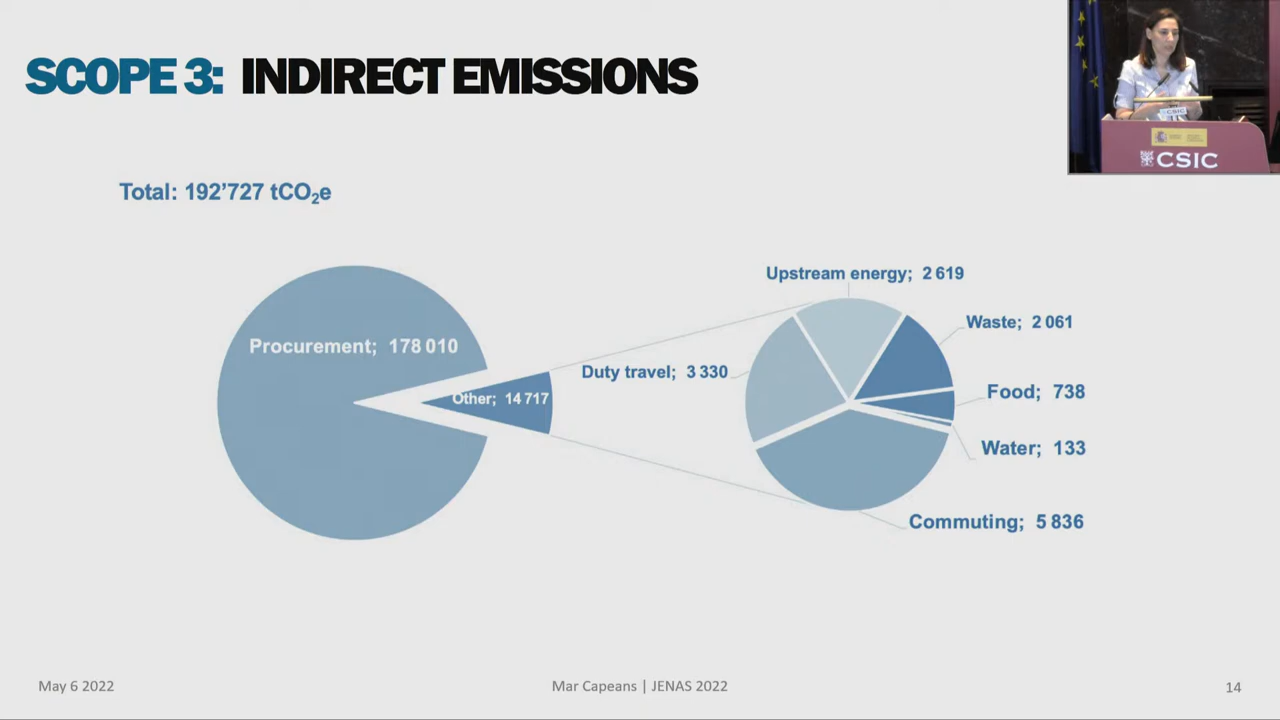 SCOPE 3: INDIRECT EMISSIONS
Total: 192’727 tCO₂e
Procurement; 178 010
Other; 14 717
Upstream energy; 2 619
Waste; 2 061
Duty travel; 3 330
Food; 738
Water; 133
Commuting; 5 836
CSIC
CSIC
May 6 2022
Mar Capeans | JENAS 2022
14